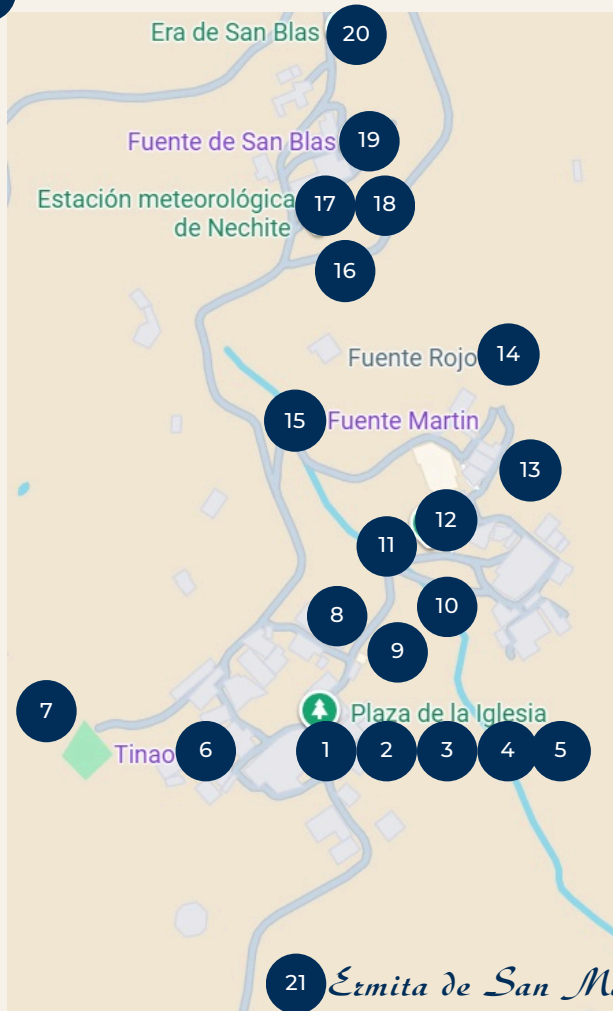 Era de San Blas 20
Fuente de San Blas 19
Estación meteorológica 17 18
de Nechite
16
Fuente Rojo 14
15 Fuente Martin
13
12
11
10
8
9
7
Plaza de la Iglesia
Tinao 6 1 2 3 4 5
21 Ermita de San